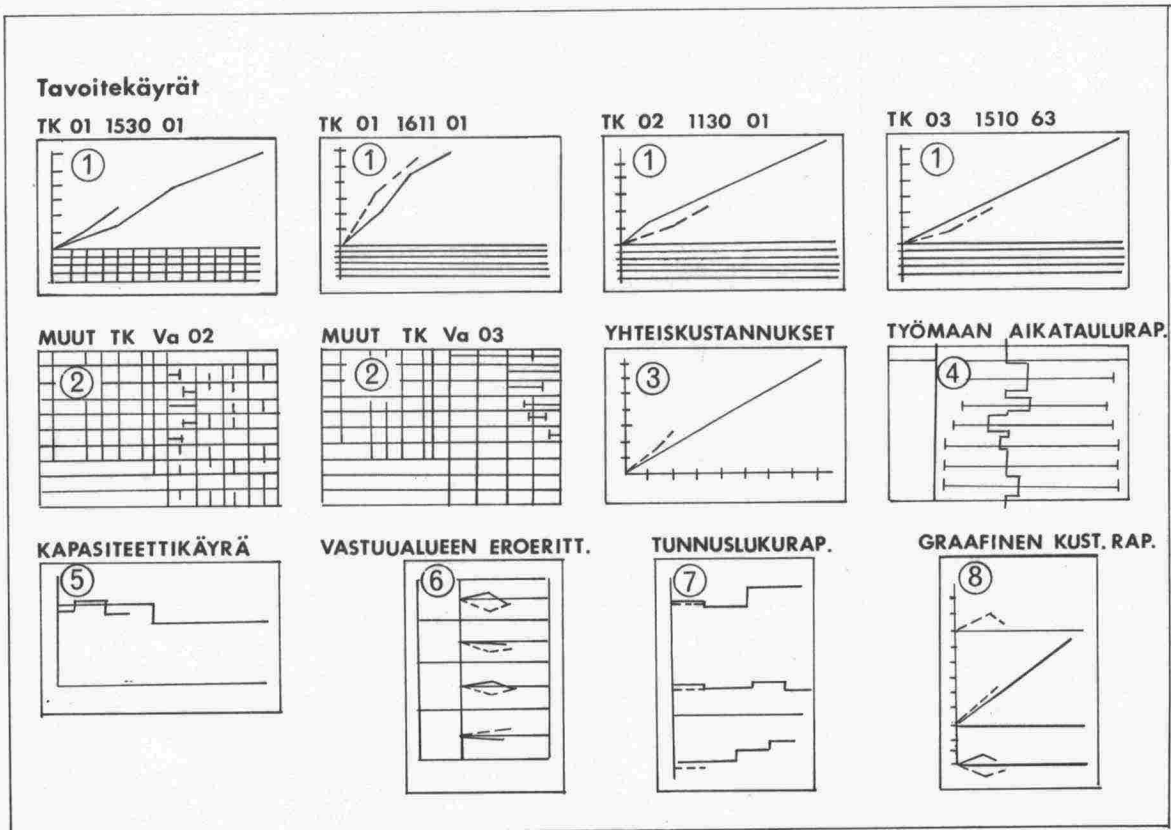 Tavoitekäyrät
TK 01 1530 01
TK 01 1611 01
TK 02 1130 01
TK 03 1510 63
1
1
1
1
MUUT TK Va 02
MUUT TK Va 03
YHTEISKUSTANNUKSET
TYÖMAAN AIKATAULURAP.
2
2
3
4
KAPASITEETTIKÄYRÄ
VASTUUALUEEN EROERITT.
TUNNUSLUKURAP.
GRAAFINEN KUST. RAP.
5
6
7
8